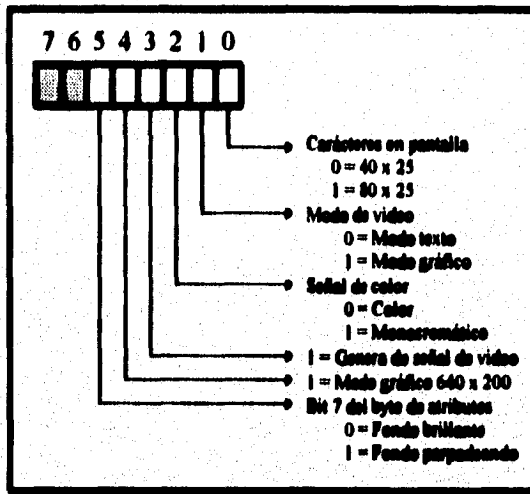 7 6 5 4 3 2 1 0
Carácteres en pantalla
0 = 40 x 25
1 = 80 x 25
Modo de video
0 = Modo texto
1 = Modo gráfico
Señal de color
0 = Color
1 = Monocromático
1 = Genera de señal de video
1 = Modo gráfico 640 x 200
Bit 7 del byte de atributos
0 = Fondo brillante
1 = Fondo parpadeando